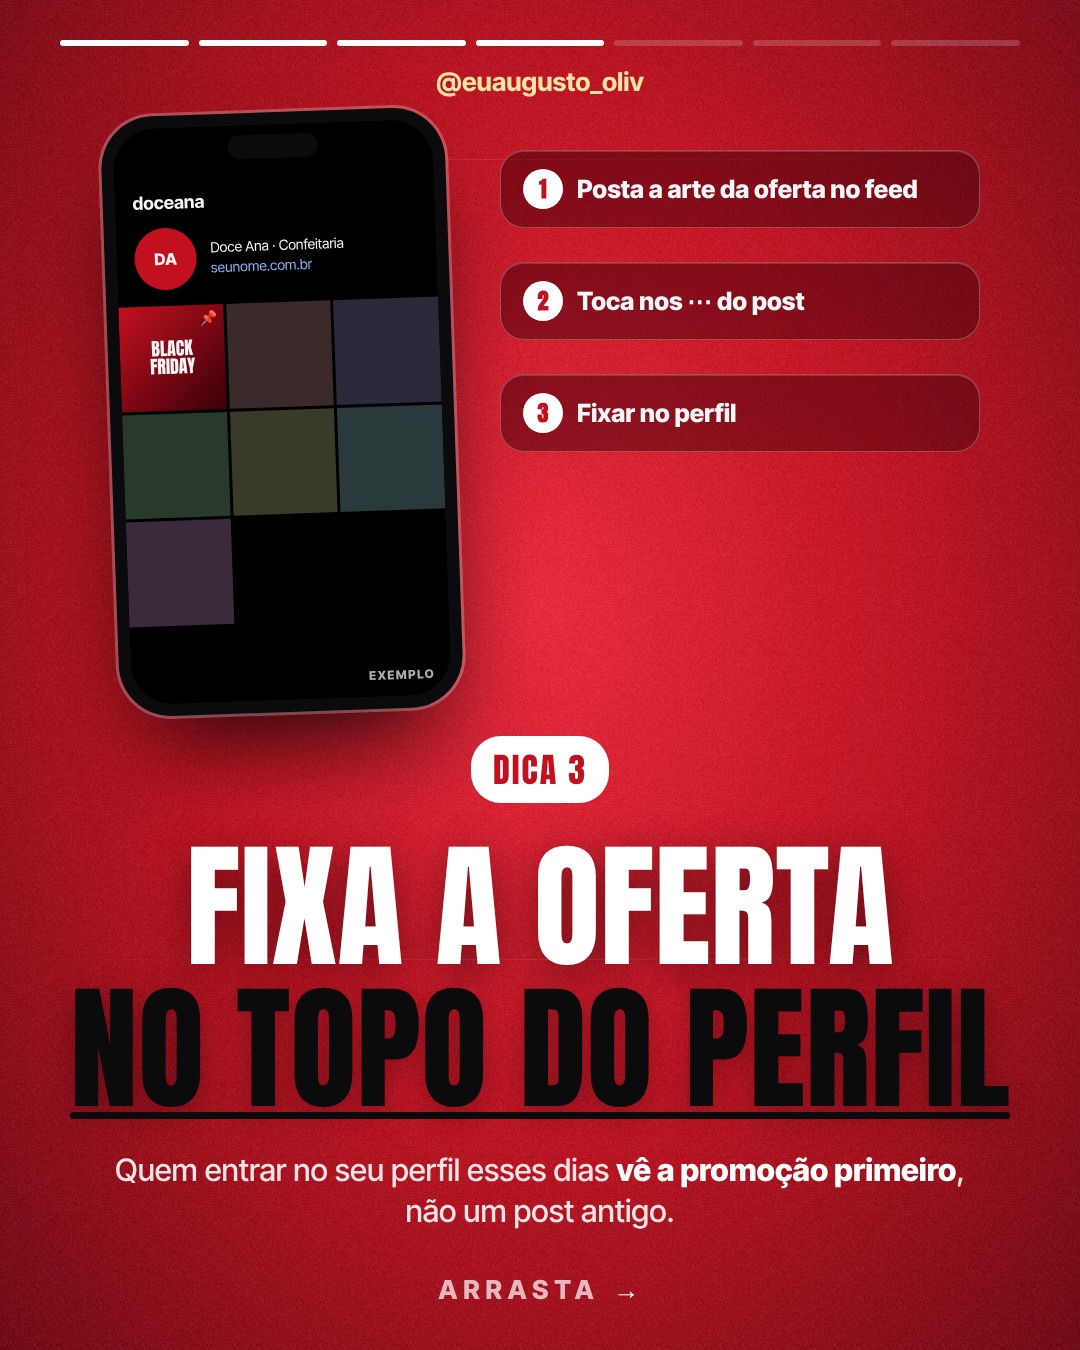 @euaugusto_oliv
doceana
DA
Doce Ana · Confeitaria
seunome.com.br
BLACK
FRIDAY
EXEMPLO
1 Posta a arte da oferta no feed
2 Toca nos ··· do post
3 Fixar no perfil
DICA 3
FIXA A OFERTA
NO TOPO DO PERFIL
Quem entrar no seu perfil esses dias vê a promoção primeiro,
não um post antigo.
ARRASTA →